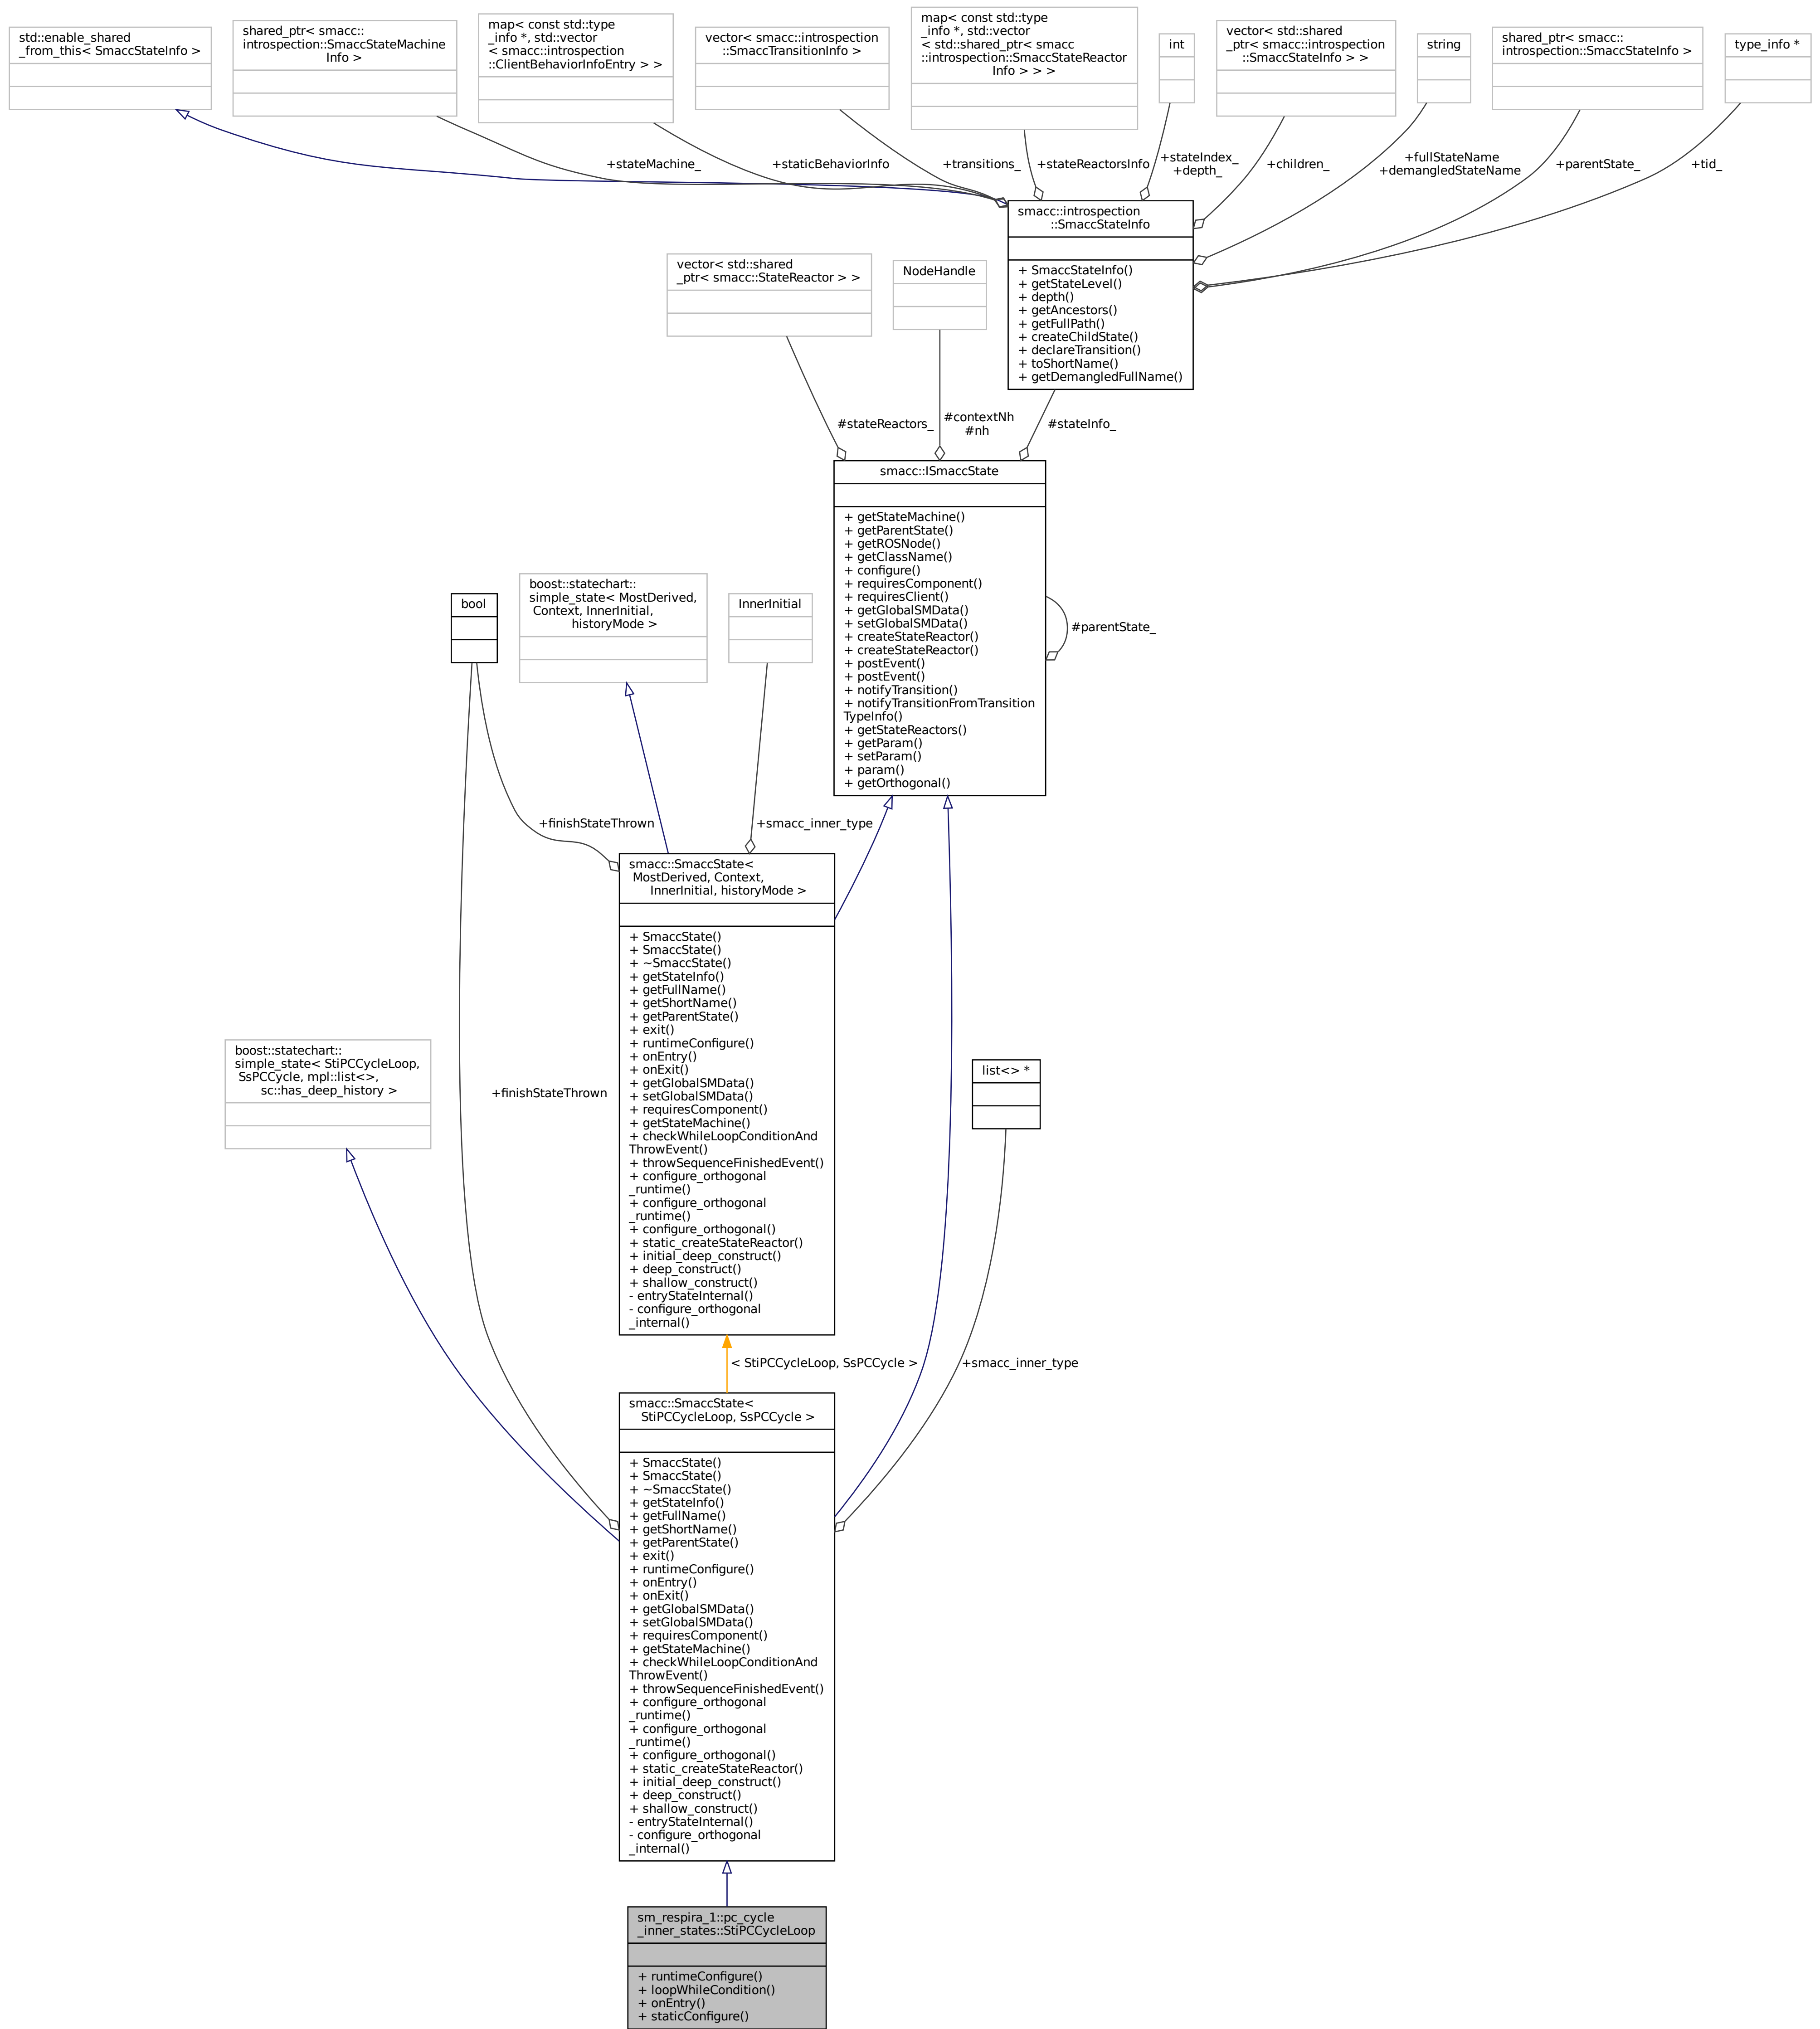 std::enable_shared
_from_this< SmaccStateInfo >
shared_ptr< smacc::
introspection::SmaccStateMachine
Info >
map< const std::type
_info *, std::vector
< smacc::introspection
::ClientBehaviorInfoEntry > >
vector< smacc::introspection
::SmaccTransitionInfo >
map< const std::type
_info *, std::vector
< std::shared_ptr< smacc
::introspection::SmaccStateReactor
Info > > >
int
vector< std::shared
_ptr< smacc::introspection
::SmaccStateInfo > >
string
shared_ptr< smacc::
introspection::SmaccStateInfo >
type_info *
+stateMachine_
+staticBehaviorInfo
+transitions_
+stateReactorsInfo
+stateIndex_
+depth_
+children_
+fullStateName
+demangledStateName
+parentState_
+tid_
smacc::introspection
::SmaccStateInfo
+ SmaccStateInfo()
+ getStateLevel()
+ depth()
+ getAncestors()
+ getFullPath()
+ createChildState()
+ declareTransition()
+ toShortName()
+ getDemangledFullName()
vector< std::shared
_ptr< smacc::StateReactor > >
NodeHandle
#stateReactors_
#contextNh
#nh
#stateInfo_
smacc::ISmaccState
+ getStateMachine()
+ getParentState()
+ getROSNode()
+ getClassName()
+ configure()
+ requiresComponent()
+ requiresClient()
+ getGlobalSMData()
+ setGlobalSMData()
+ createStateReactor()
+ createStateReactor()
+ postEvent()
+ postEvent()
+ notifyTransition()
+ notifyTransitionFromTransition
TypeInfo()
+ getStateReactors()
+ getParam()
+ setParam()
+ param()
+ getOrthogonal()
#parentState_
bool
boost::statechart::
simple_state< MostDerived,
Context, InnerInitial,
historyMode >
InnerInitial
+finishStateThrown
+smacc_inner_type
smacc::SmaccState<
MostDerived, Context,
InnerInitial, historyMode >
+ SmaccState()
+ SmaccState()
+ ~SmaccState()
+ getStateInfo()
+ getFullName()
+ getShortName()
+ getParentState()
+ exit()
+ runtimeConfigure()
+ onEntry()
+ onExit()
+ getGlobalSMData()
+ setGlobalSMData()
+ requiresComponent()
+ getStateMachine()
+ checkWhileLoopConditionAnd
ThrowEvent()
+ throwSequenceFinishedEvent()
+ configure_orthogonal
_runtime()
+ configure_orthogonal
_runtime()
+ configure_orthogonal()
+ static_createStateReactor()
+ initial_deep_construct()
+ deep_construct()
+ shallow_construct()
- entryStateInternal()
- configure_orthogonal
_internal()
boost::statechart::
simple_state< StiPCCycleLoop,
SsPCCycle, mpl::list<>,
sc::has_deep_history >
+finishStateThrown
list<> *
< StiPCCycleLoop, SsPCCycle >
+smacc_inner_type
smacc::SmaccState<
StiPCCycleLoop, SsPCCycle >
+ SmaccState()
+ SmaccState()
+ ~SmaccState()
+ getStateInfo()
+ getFullName()
+ getShortName()
+ getParentState()
+ exit()
+ runtimeConfigure()
+ onEntry()
+ onExit()
+ getGlobalSMData()
+ setGlobalSMData()
+ requiresComponent()
+ getStateMachine()
+ checkWhileLoopConditionAnd
ThrowEvent()
+ throwSequenceFinishedEvent()
+ configure_orthogonal
_runtime()
+ configure_orthogonal
_runtime()
+ configure_orthogonal()
+ static_createStateReactor()
+ initial_deep_construct()
+ deep_construct()
+ shallow_construct()
- entryStateInternal()
- configure_orthogonal
_internal()
sm_respira_1::pc_cycle
_inner_states::StiPCCycleLoop
+ runtimeConfigure()
+ loopWhileCondition()
+ onEntry()
+ staticConfigure()